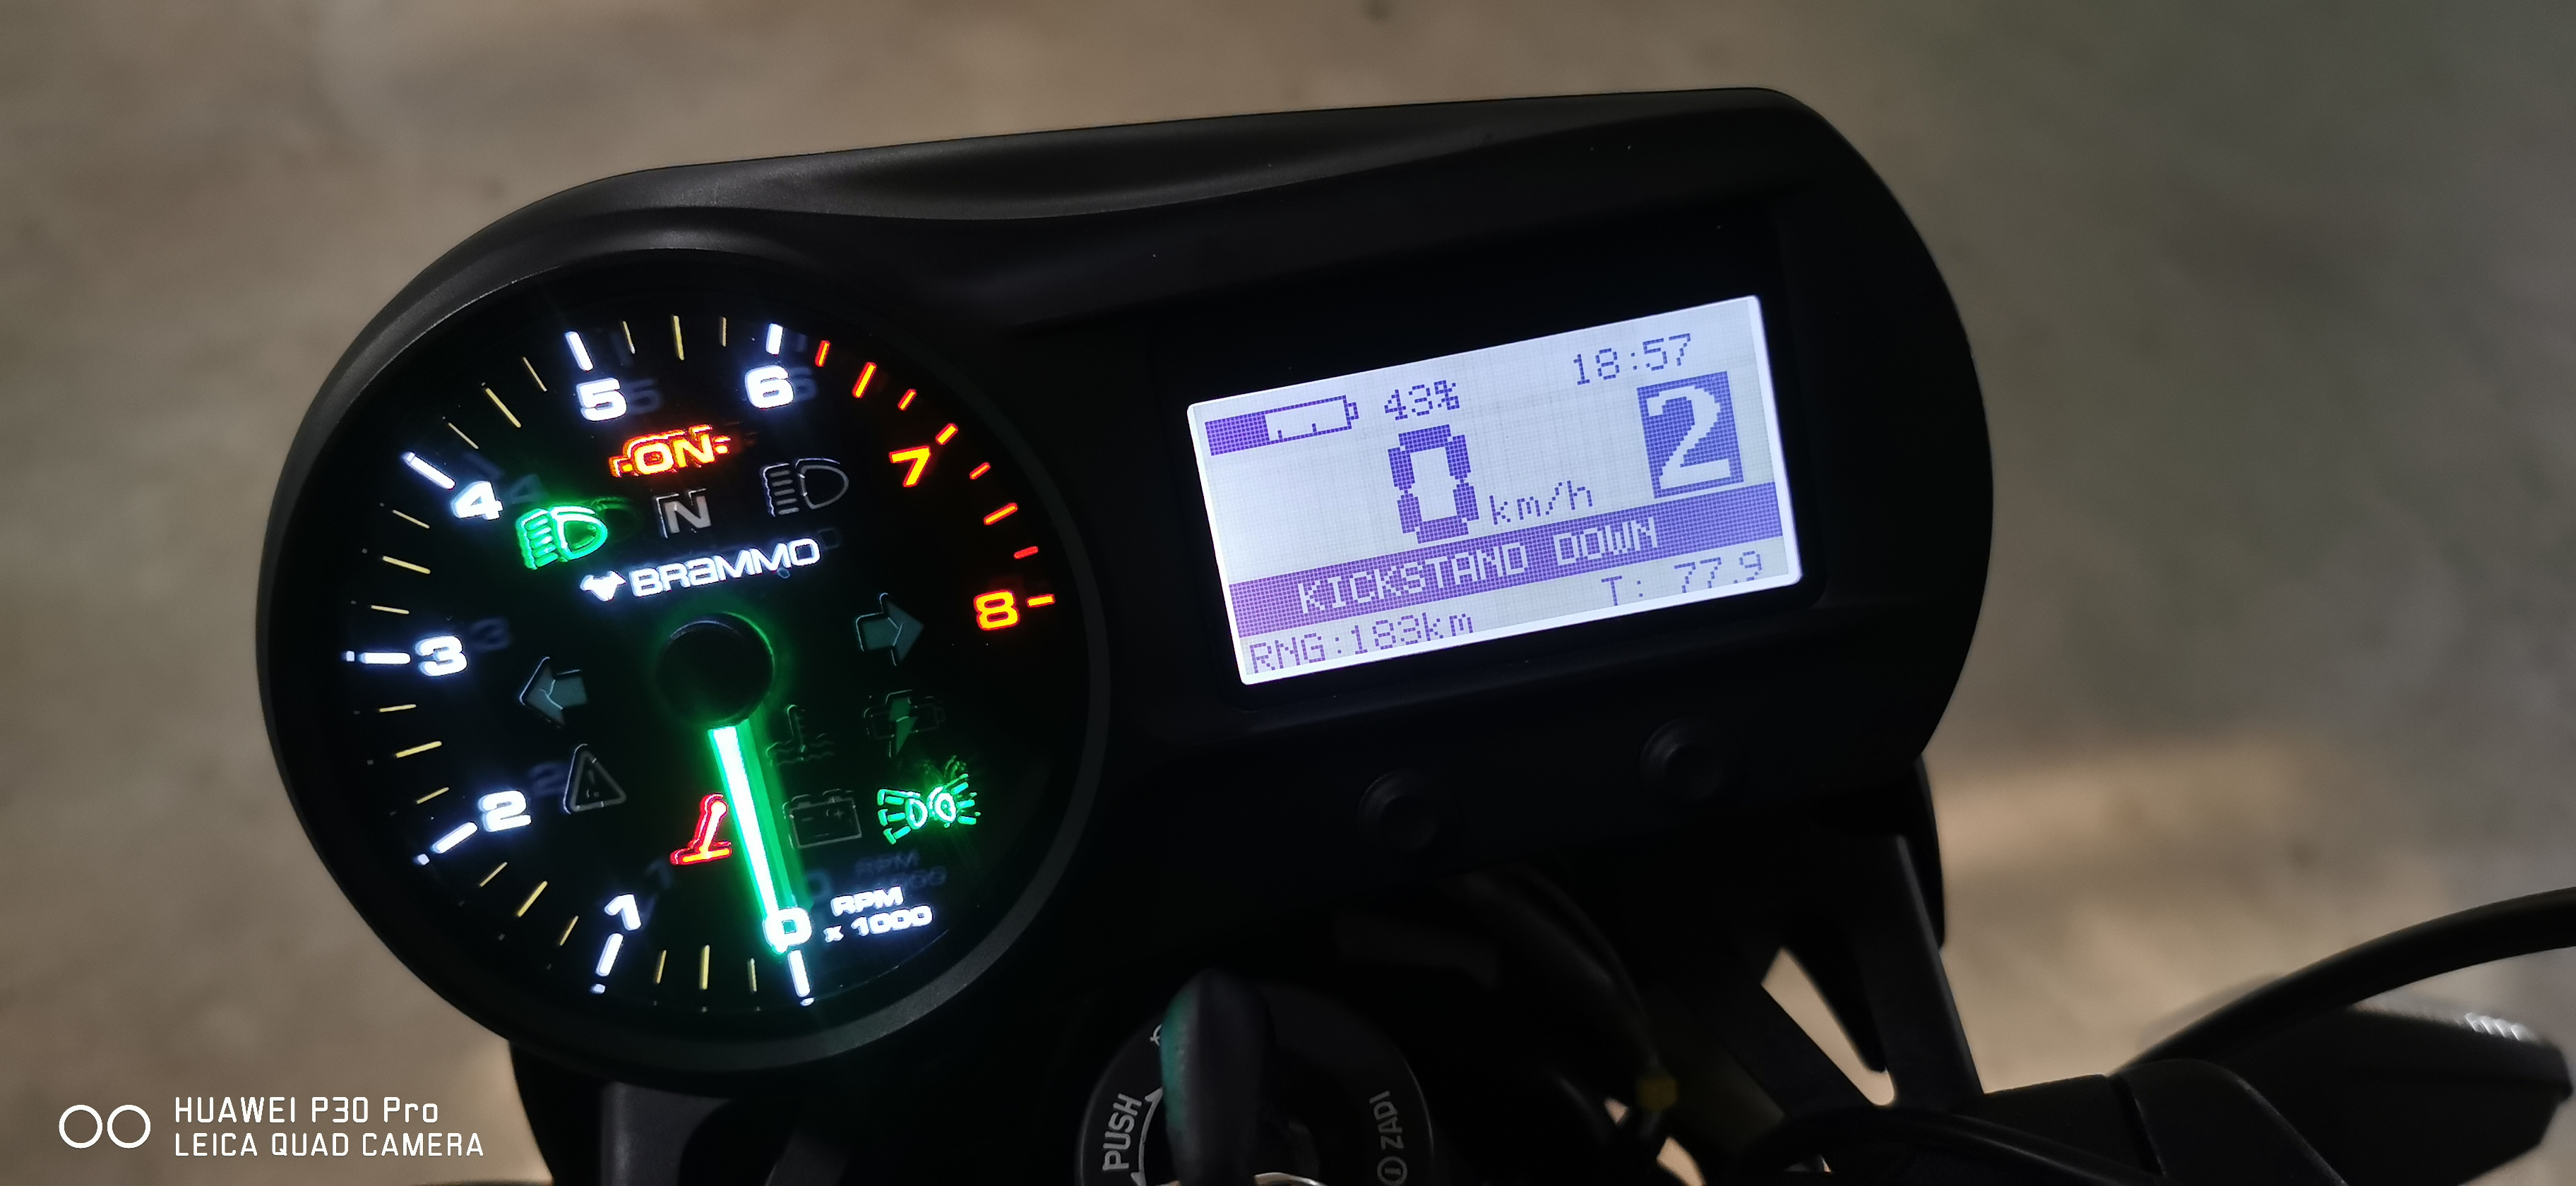 5
6
ON
7
4
N
BRAMMO
8
3
2
1
0
RPM
x 1000
18:57
43%
2
0 km/h
KICKSTAND DOWN
T: 77.9
RNG:183km
PUSH
ZADI
HUAWEI P30 Pro
LEICA QUAD CAMERA